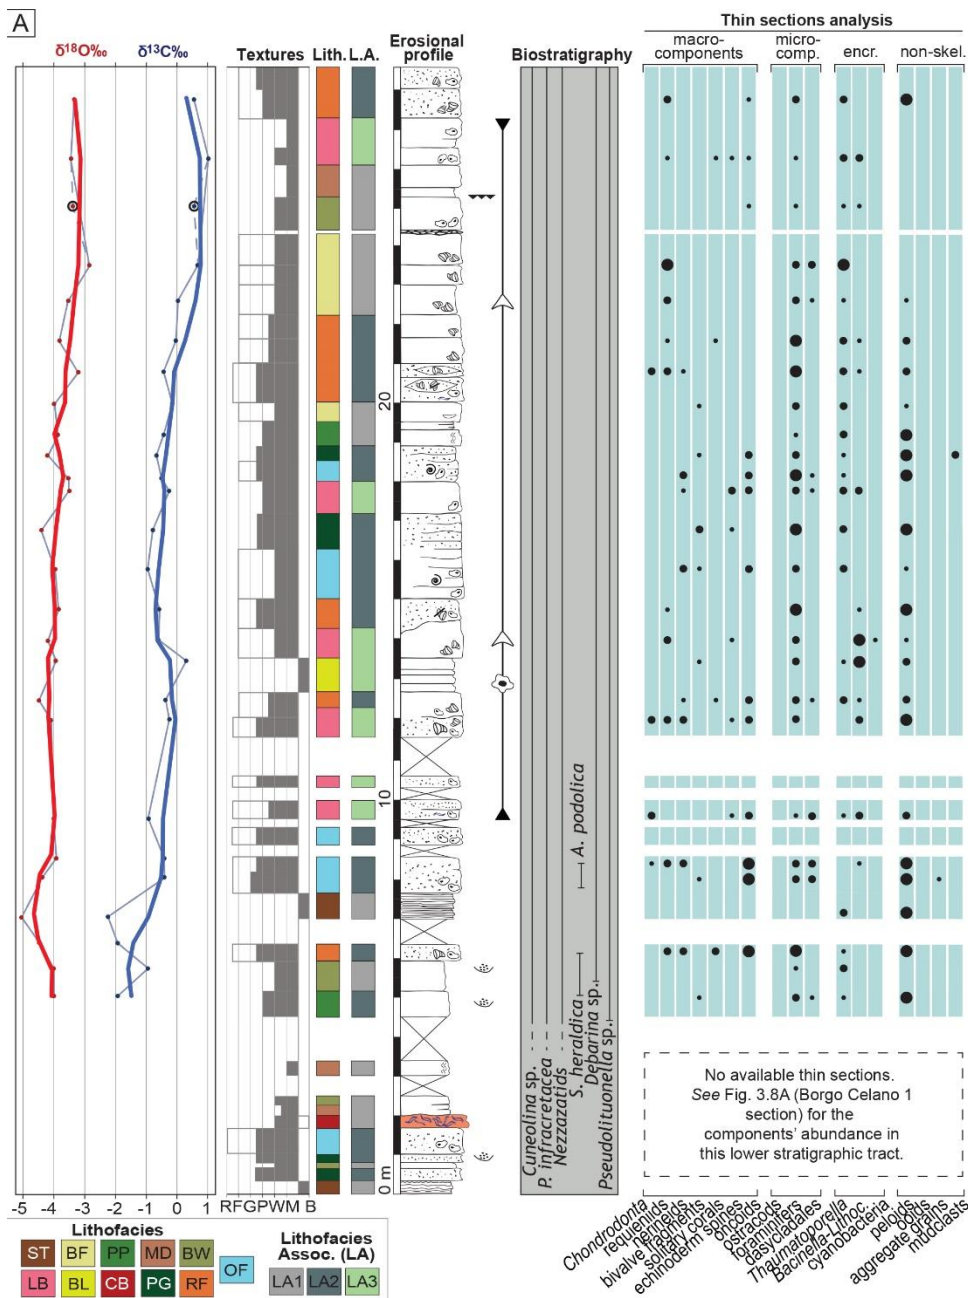 A
δ¹⁸O‰
δ¹³C‰
Textures
Lith.
L.A.
Erosional
profile
Biostratigraphy
Thin sections analysis
macro-
components
micro-
comp.
encr.
non-skel.
20
10
0 m
A. podolica
S. heraldica
Debarina sp.
Pseudolituonella sp.
Cuneolina sp.
P. infracretacea
Nezzazatids
No available thin sections.
See Fig. 3.8A (Borgo Celano 1
section) for the
components' abundance in
this lower stratigraphic tract.
-5 -4 -3 -2 -1 0 1
RFGPWM B
Chondrodonta
requienids
nerineids
bivalve fragments
solitary corals
echinoderm spines
oncoids
ostracods
foraminifers
dasycladales
Thaumatoporella
Bacinella-Lithoc.
cyanobacteria
peloids
ooids
aggregate grains
mudclasts
Lithofacies
ST BF PP MD BW
OF
LB BL CB PG RF
Lithofacies
Assoc. (LA)
LA1 LA2 LA3